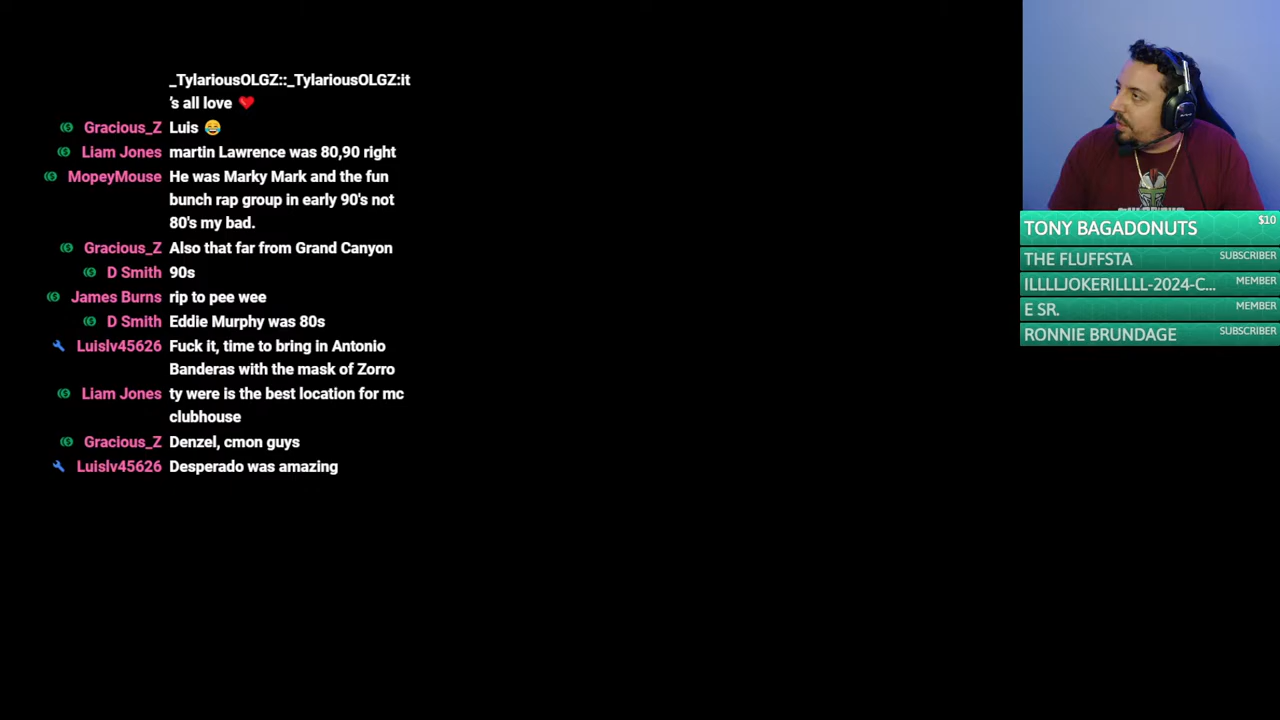 _TylariousOLGZ::_TylariousOLGZ:it
's all love
Gracious_Z Luis
Liam Jones martin Lawrence was 80,90 right
MopeyMouse He was Marky Mark and the fun
bunch rap group in early 90's not
80's my bad.
Gracious_Z Also that far from Grand Canyon
D Smith 90s
James Burns rip to pee wee
D Smith Eddie Murphy was 80s
Luislv45626 Fuck it, time to bring in Antonio
Banderas with the mask of Zorro
Liam Jones ty were is the best location for mc
clubhouse
Gracious_Z Denzel, cmon guys
Luislv45626 Desperado was amazing
TONY BAGADONUTS $10
THE FLUFFSTA SUBSCRIBER
ILLLLJOKERILLLL-2024-C... MEMBER
E SR. MEMBER
RONNIE BRUNDAGE SUBSCRIBER